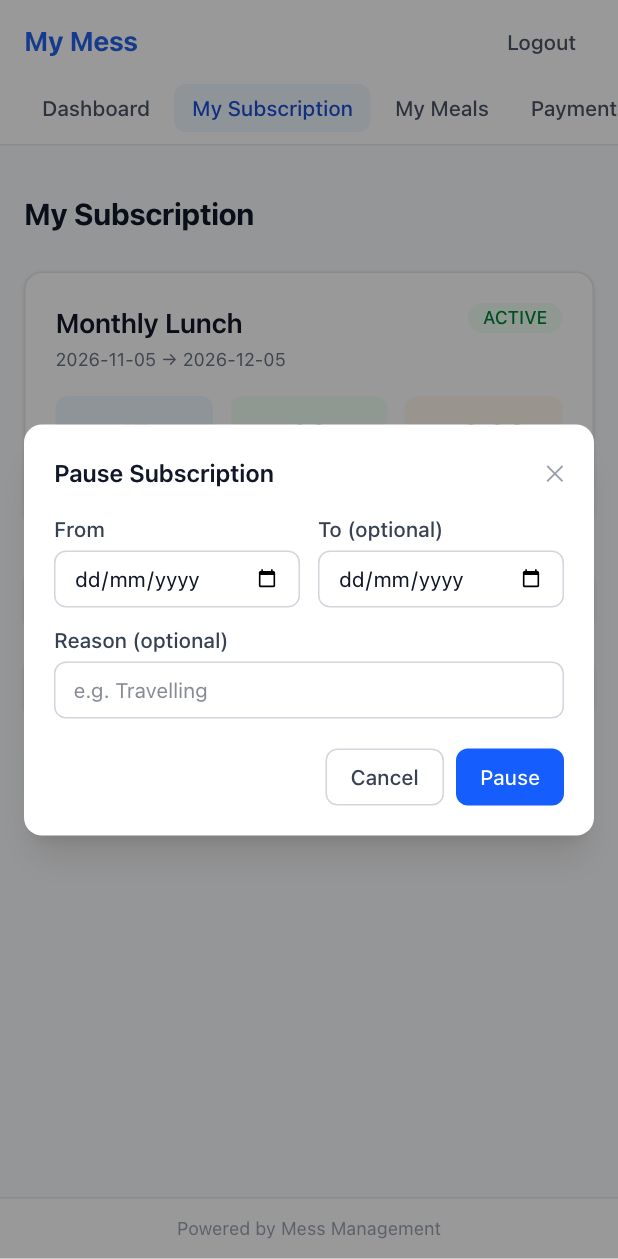 My Mess
Logout
Dashboard My Subscription My Meals Payment
My Subscription
Monthly Lunch
ACTIVE
2026-11-05 → 2026-12-05
Pause Subscription
From
To (optional)
dd/mm/yyyy
dd/mm/yyyy
Reason (optional)
e.g. Travelling
Cancel
Pause
Powered by Mess Management